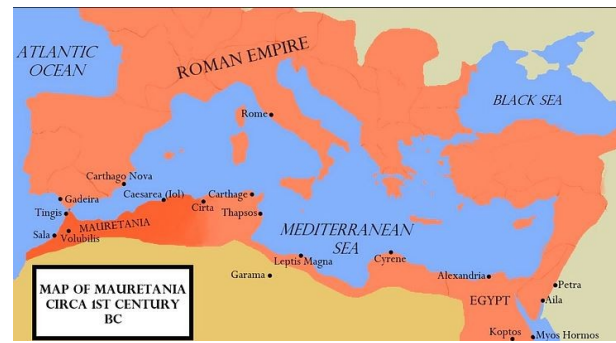 ATLANTIC
OCEAN
ROMAN EMPIRE
BLACK SEA
Rome
Carthago Nova
Gadeira
Caesarea (Iol)
Carthage
Cirta
Thapsos
Tingis
MAURETANIA
Sala
Volubilis
MEDITERRANEAN
SEA
Leptis Magna
Cyrene
Garama
Alexandria
Petra
Aila
EGYPT
Koptos
Myos Hormos
MAP OF MAURETANIA
CIRCA 1ST CENTURY
BC